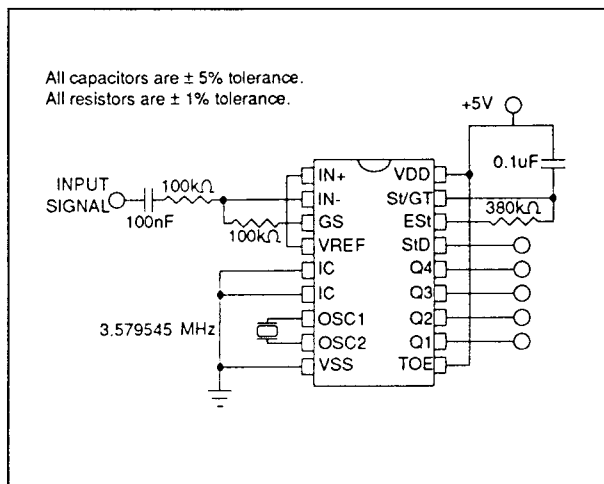 All capacitors are ± 5% tolerance.
All resistors are ± 1% tolerance.
+5V
0.1uF
INPUT
SIGNAL
100kΩ
100nF
100kΩ
IN+
IN-
GS
VREF
IC
IC
OSC1
OSC2
VSS
VDD
St/GT
ESt
StD
Q4
Q3
Q2
Q1
TOE
380kΩ
3.579545 MHz